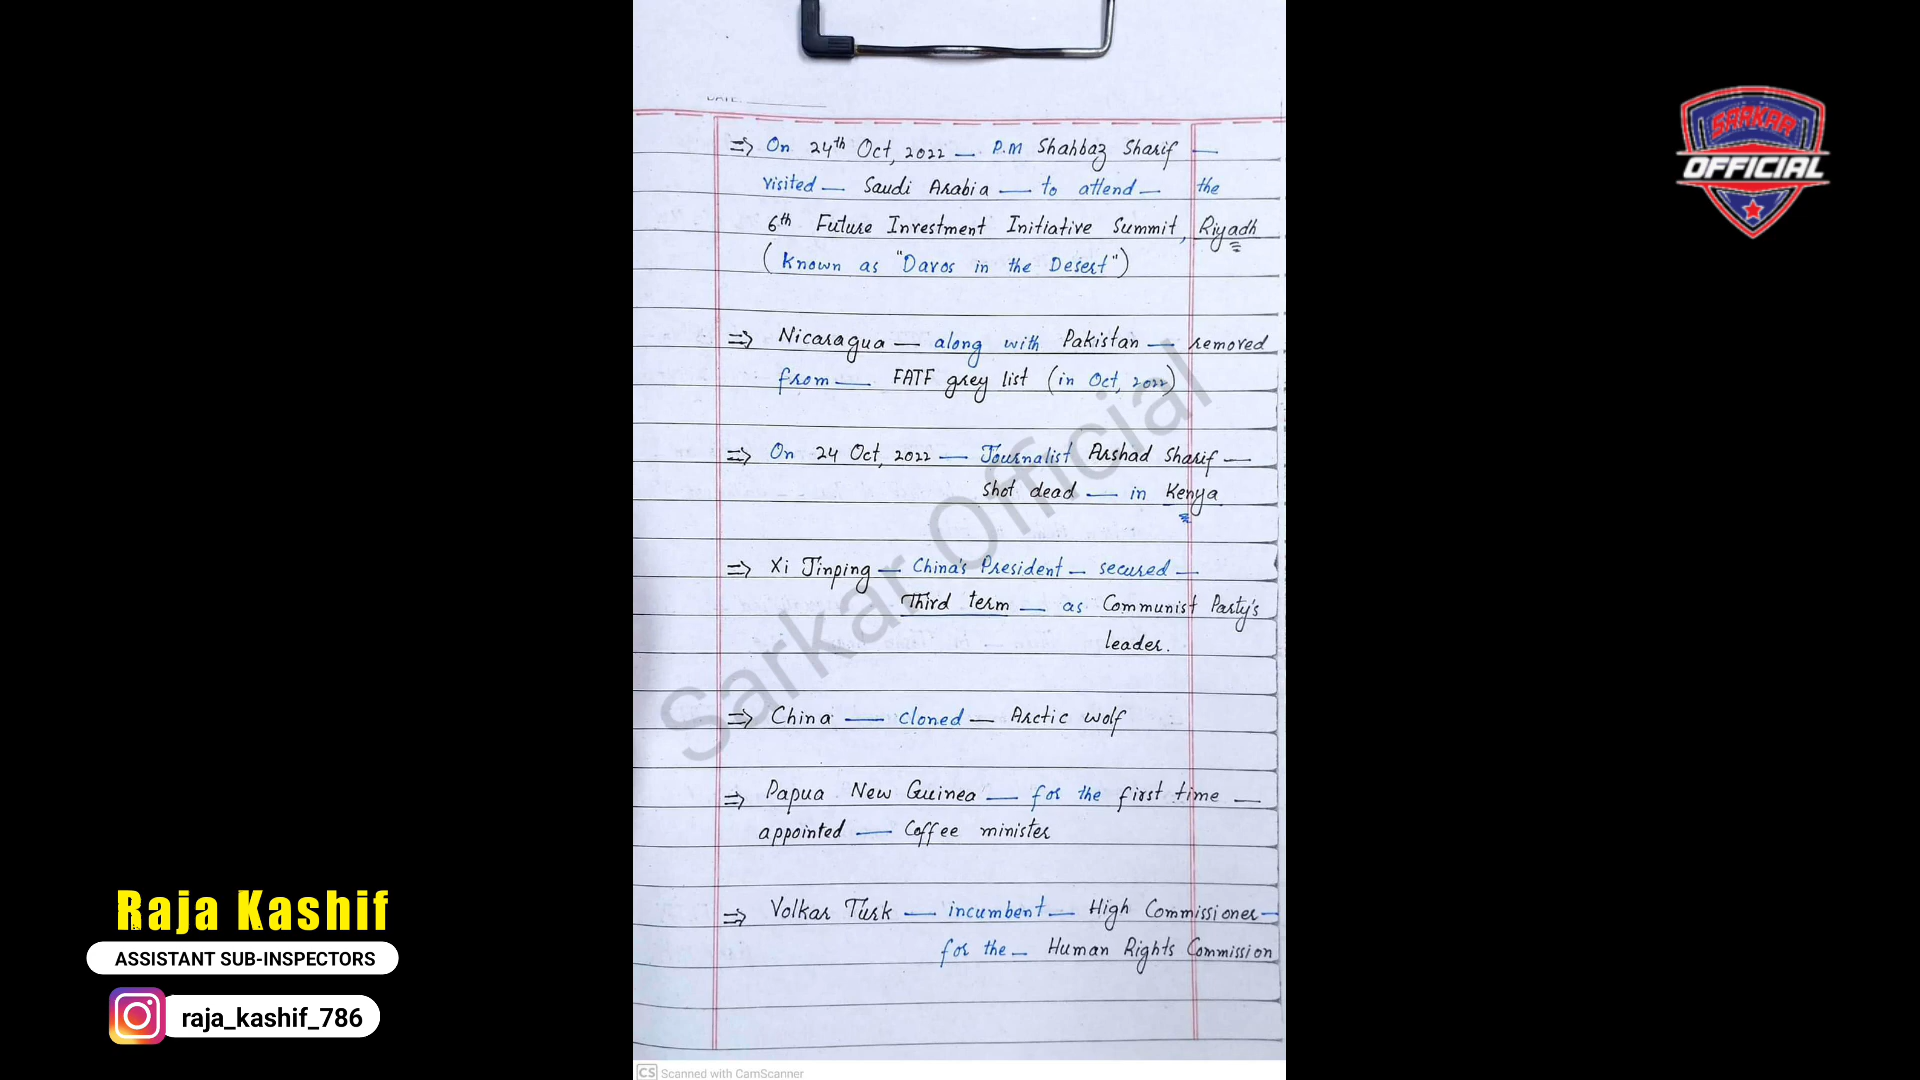 DATE:
⇒ On 24th Oct, 2022 — P.M Shahbaz Sharif —
visited — Saudi Arabia — to attend — the
6th Future Investment Initiative Summit, Riyadh
(Known as "Davos in the Desert")
⇒ Nicaragua — along with Pakistan — removed
from — FATF grey list (in Oct, 2022)
⇒ On 24 Oct, 2022 — Journalist Arshad Sharif —
shot dead — in Kenya
⇒ Xi Jinping — China's President — secured —
Third term — as Communist Party's
leader.
⇒ China — cloned — Arctic wolf
⇒ Papua New Guinea — for the first time —
appointed — Coffee minister
⇒ Volkar Turk — incumbent — High Commissioner —
for the — Human Rights Commission
Sarkar Official
CS Scanned with CamScanner
SARKAR
OFFICIAL
Raja Kashif
ASSISTANT SUB-INSPECTORS
raja_kashif_786